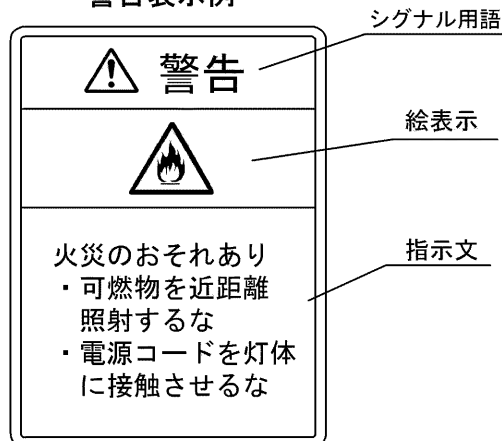 警告表示例
シグナル用語
警告
絵表示
火災のおそれあり
指示文
・可燃物を近距離
照射するな
・電源コードを灯体
に接触させるな